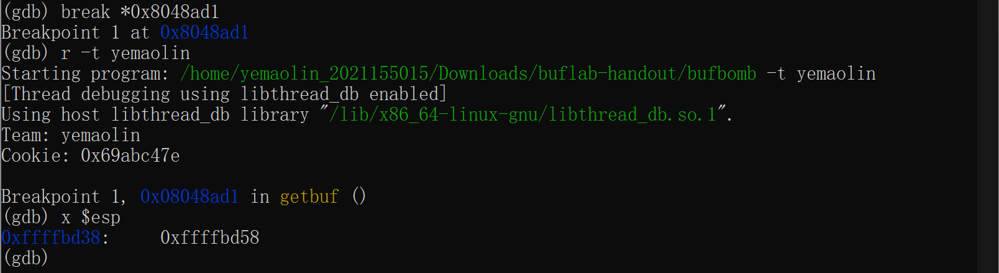 (gdb) break *0x8048ad1
Breakpoint 1 at 0x8048ad1
(gdb) r -t yemaolin
Starting program: /home/yemaolin_2021155015/Downloads/buflab-handout/bufbomb -t yemaolin
[Thread debugging using libthread_db enabled]
Using host libthread_db library "/lib/x86_64-linux-gnu/libthread_db.so.1".
Team: yemaolin
Cookie: 0x69abc47e
Breakpoint 1, 0x08048ad1 in getbuf ()
(gdb) x $esp
0xffffbd38:     0xffffbd58
(gdb)